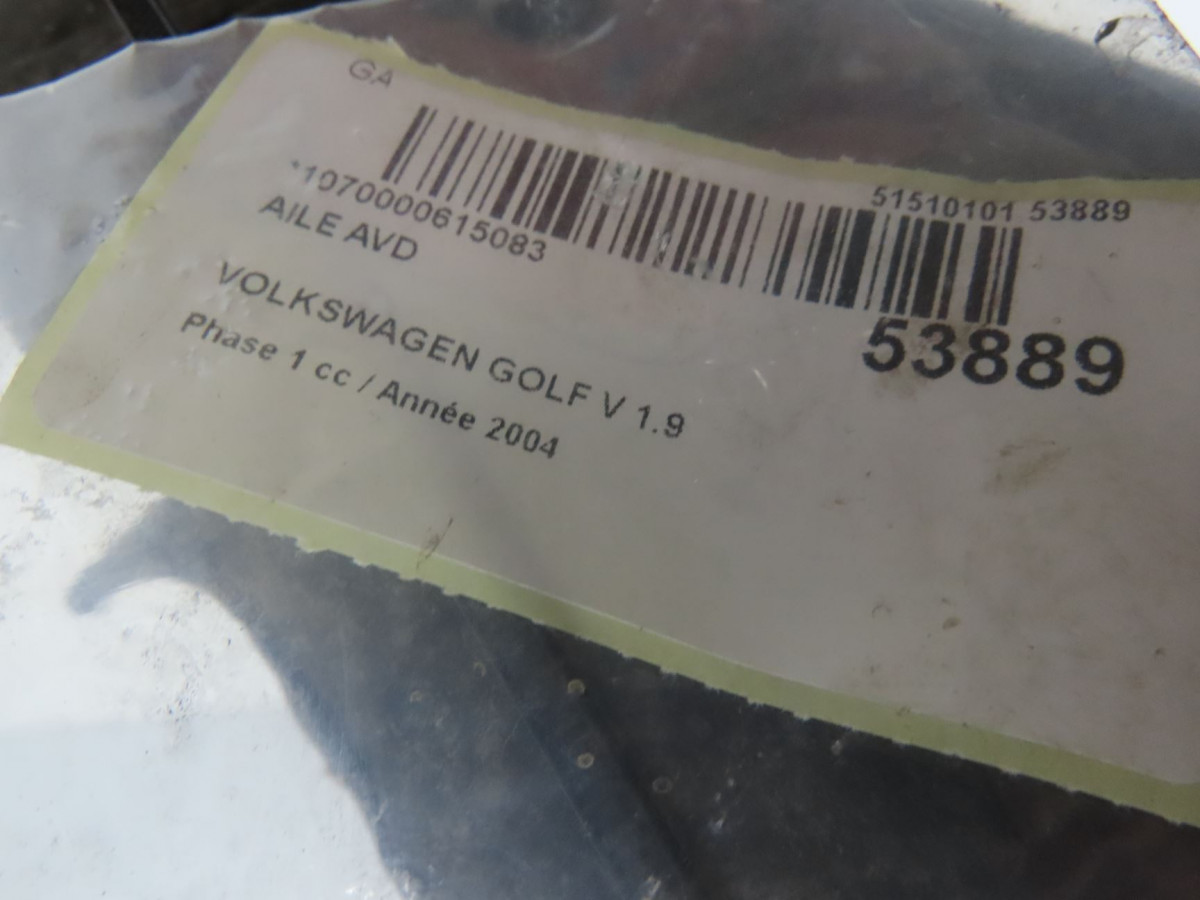 GA
*1070000615083
51510101 53889
AILE AVD
53889
VOLKSWAGEN GOLF V 1.9
Phase 1 cc / Année 2004